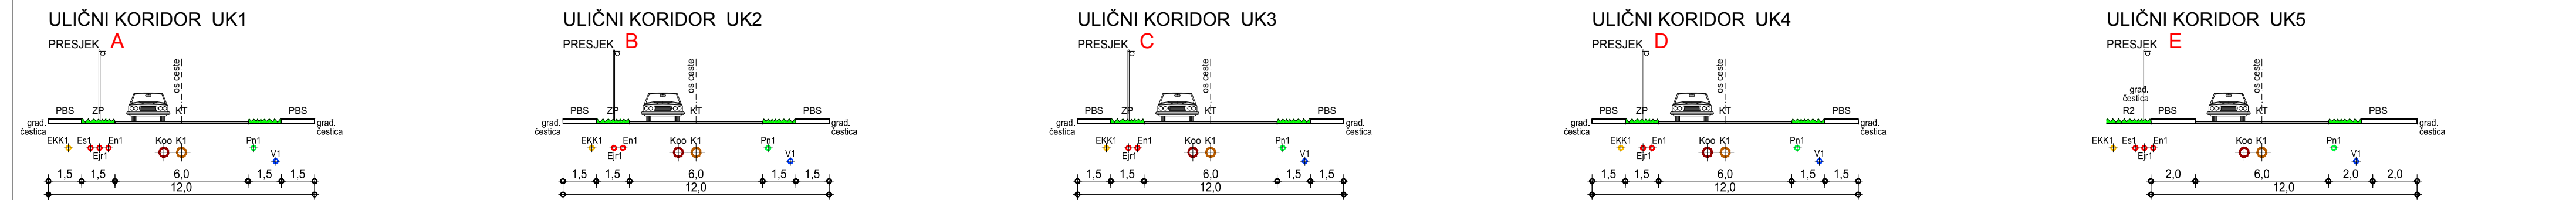 ULIČNI KORIDOR UK1
PRESJEK A
os ceste
PBS ZP KT PBS
građ. čestica građ. čestica
EKK1 Es1 En1 Koo K1 Pn1
Ejr1 V1
1,5 1,5 6,0 1,5 1,5
12,0
ULIČNI KORIDOR UK2
PRESJEK B
os ceste
PBS ZP KT PBS
građ. čestica građ. čestica
EKK1 En1 Koo K1 Pn1
Ejr1 V1
1,5 1,5 6,0 1,5 1,5
12,0
ULIČNI KORIDOR UK3
PRESJEK C
os ceste
PBS ZP KT PBS
građ. čestica građ. čestica
EKK1 En1 Koo K1 Pn1
Ejr1 V1
1,5 1,5 6,0 1,5 1,5
12,0
ULIČNI KORIDOR UK4
PRESJEK D
os ceste
PBS ZP KT PBS
građ. čestica građ. čestica
EKK1 En1 Koo K1 Pn1
Ejr1 V1
1,5 1,5 6,0 1,5 1,5
12,0
ULIČNI KORIDOR UK5
PRESJEK E
os ceste
građ. čestica
R2 PBS KT PBS
građ. čestica
EKK1 Es1 En1 Koo K1 Pn1
Ejr1 V1
2,0 6,0 2,0 2,0
12,0